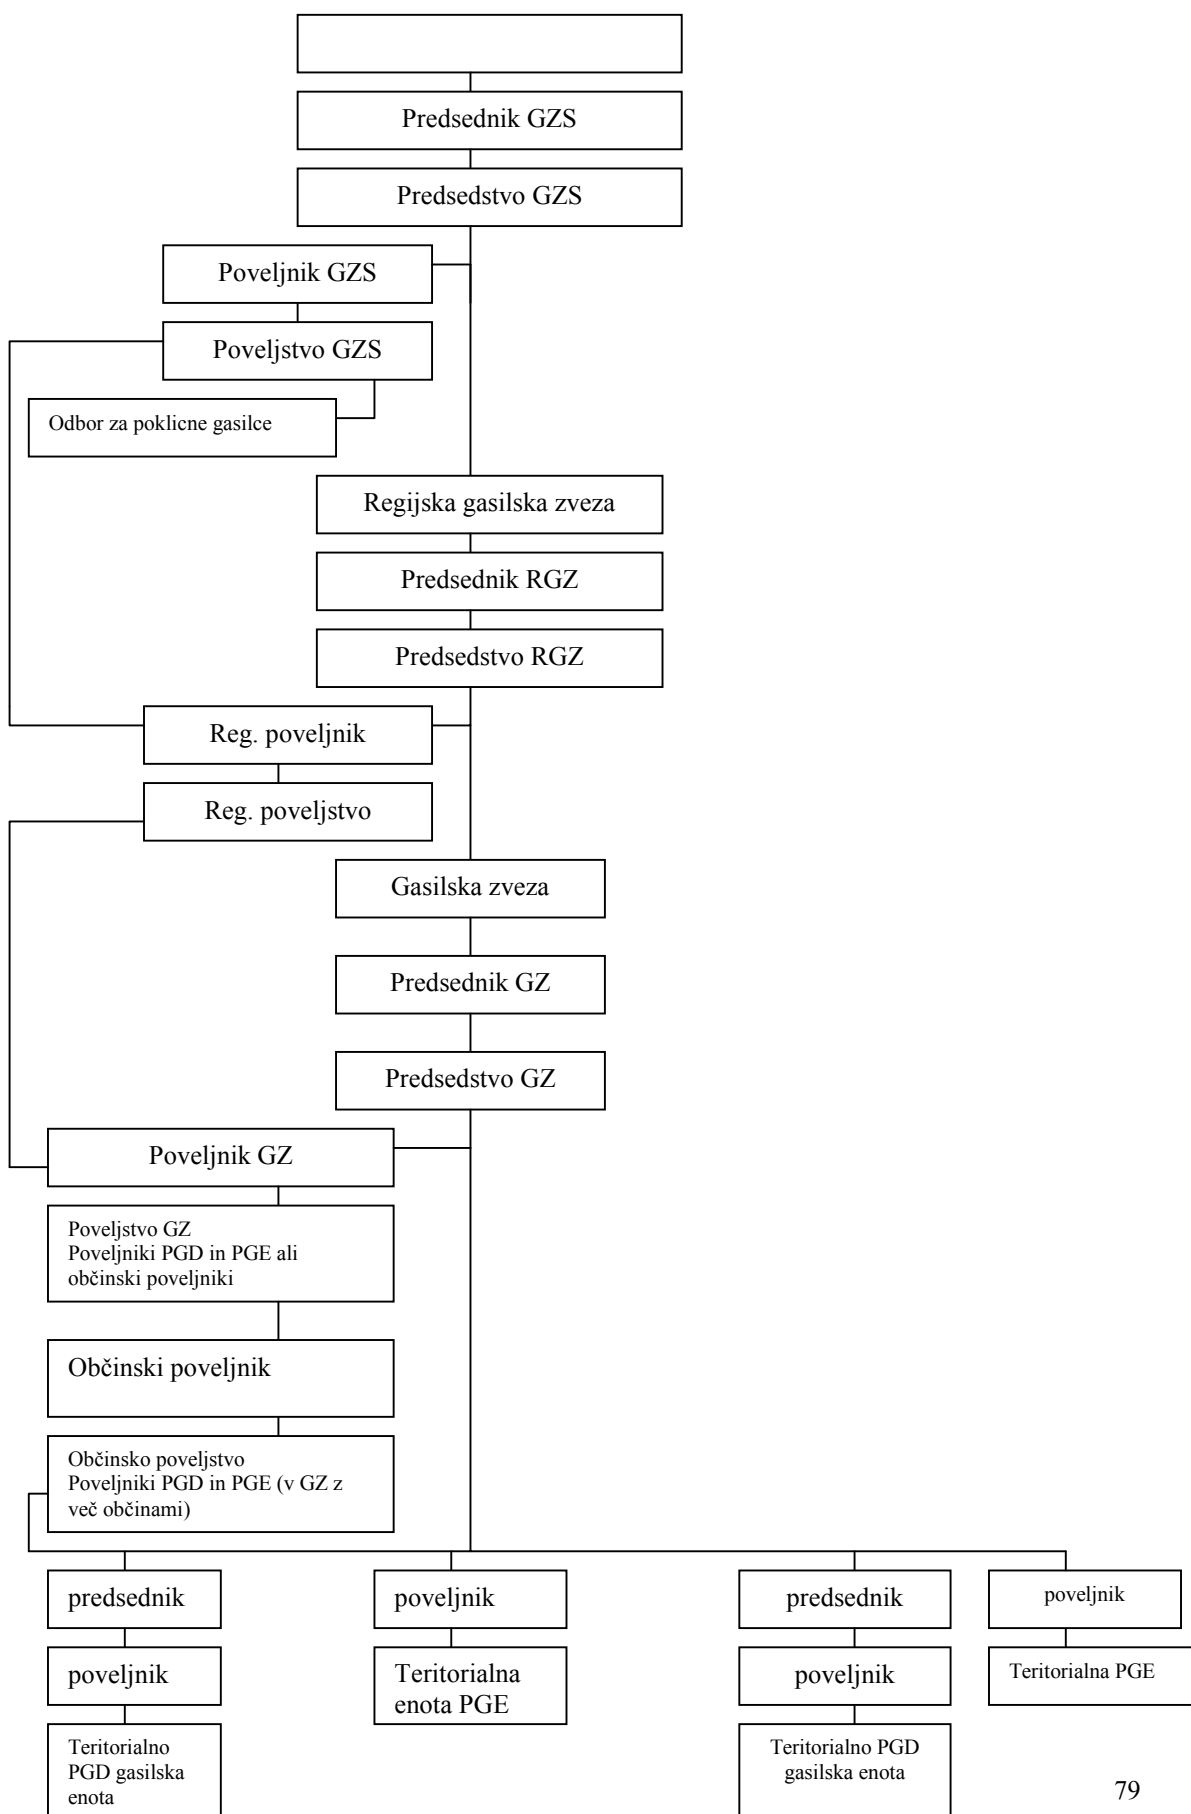 Predsednik GZS
Predsedstvo GZS
Poveljnik GZS
Poveljstvo GZS
Odbor za poklicne gasilce
Regijska gasilska zveza
Predsednik RGZ
Predsedstvo RGZ
Reg. poveljnik
Reg. poveljstvo
Gasilska zveza
Predsednik GZ
Predsedstvo GZ
Poveljnik GZ
Poveljstvo GZ
Poveljniki PGD in PGE ali
občinski poveljniki
Občinski poveljnik
Občinsko poveljstvo
Poveljniki PGD in PGE (v GZ z
več občinami)
predsednik
poveljnik
Teritorialno
PGD gasilska
enota
poveljnik
Teritorialna
enota PGE
predsednik
poveljnik
Teritorialno PGD
gasilska enota
poveljnik
Teritorialna PGE
79